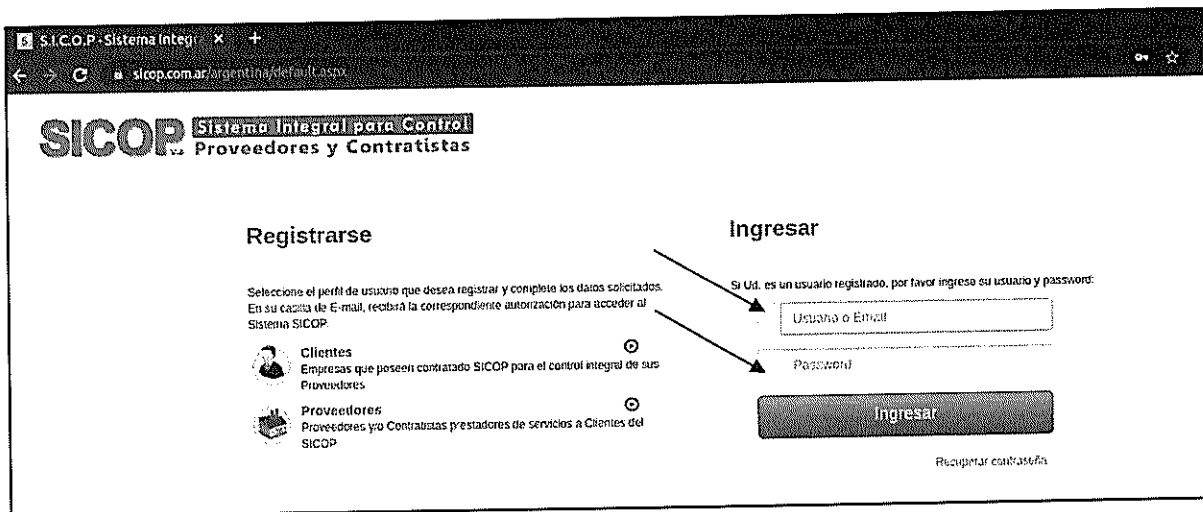 S.I.C.O.P - Sistema Integr
sicop.com.ar/argentina/default.aspx
SICOP Sistema Integral para Control
Proveedores y Contratistas
Registrarse
Seleccione el perfil de usuario que desea registrar y complete los datos solicitados.
En su casilla de E-mail, recibirá la correspondiente autorización para acceder al
Sistema SICOP.
Clientes
Empresas que poseen contratado SICOP para el control integral de sus
Proveedores
Proveedores
Proveedores y/o Contratistas prestadores de servicios a Clientes del
SICOP
Ingresar
Si Ud. es un usuario registrado, por favor ingrese su usuario y password:
Usuario o Email
Password
Ingresar
Recuperar contraseña